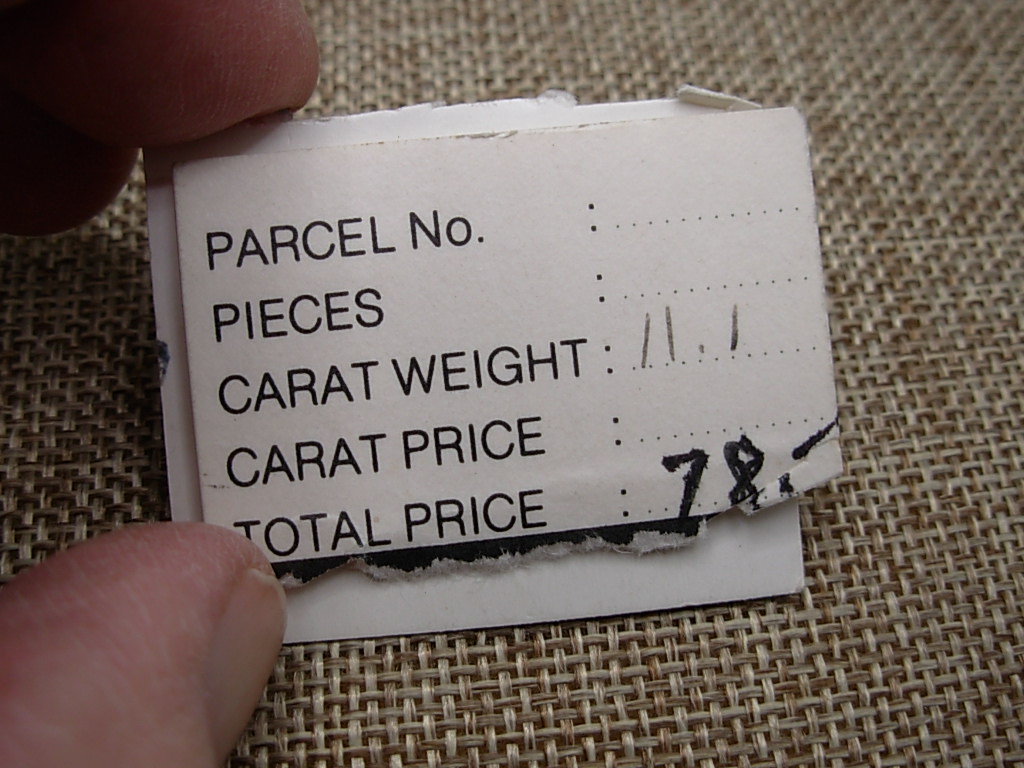 PARCEL No. :
PIECES :
CARAT WEIGHT : 11.1
CARAT PRICE :
TOTAL PRICE : 78.-